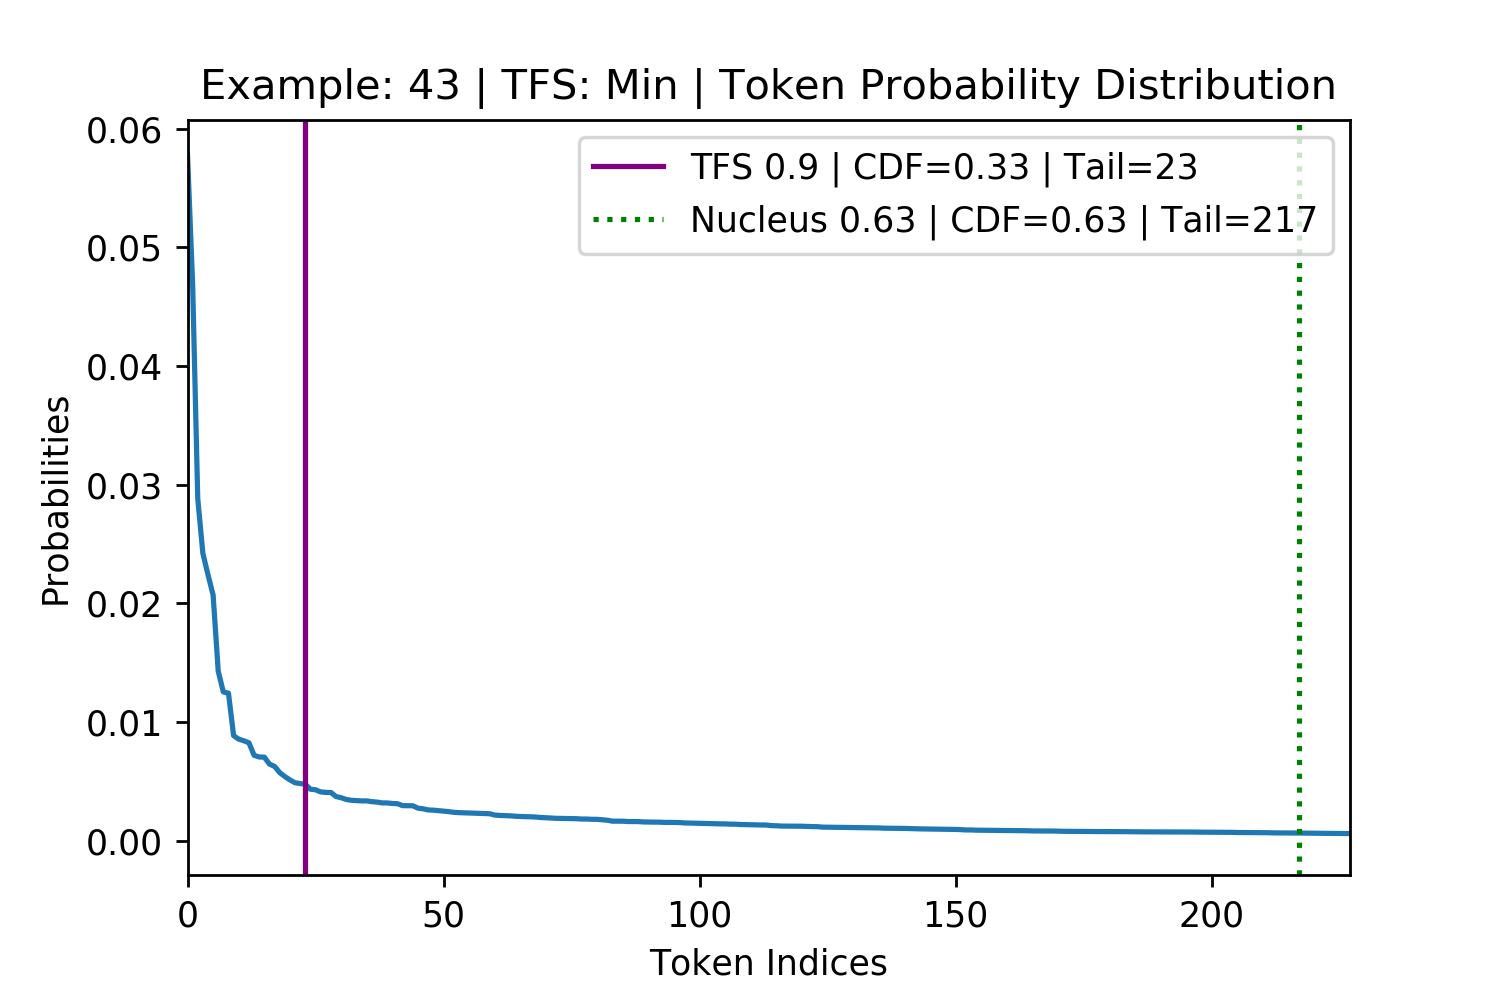 Example: 43 | TFS: Min | Token Probability Distribution
TFS 0.9 | CDF=0.33 | Tail=23
Nucleus 0.63 | CDF=0.63 | Tail=217
0.06
0.05
0.04
0.03
0.02
0.01
0.00
Probabilities
0 50 100 150 200
Token Indices